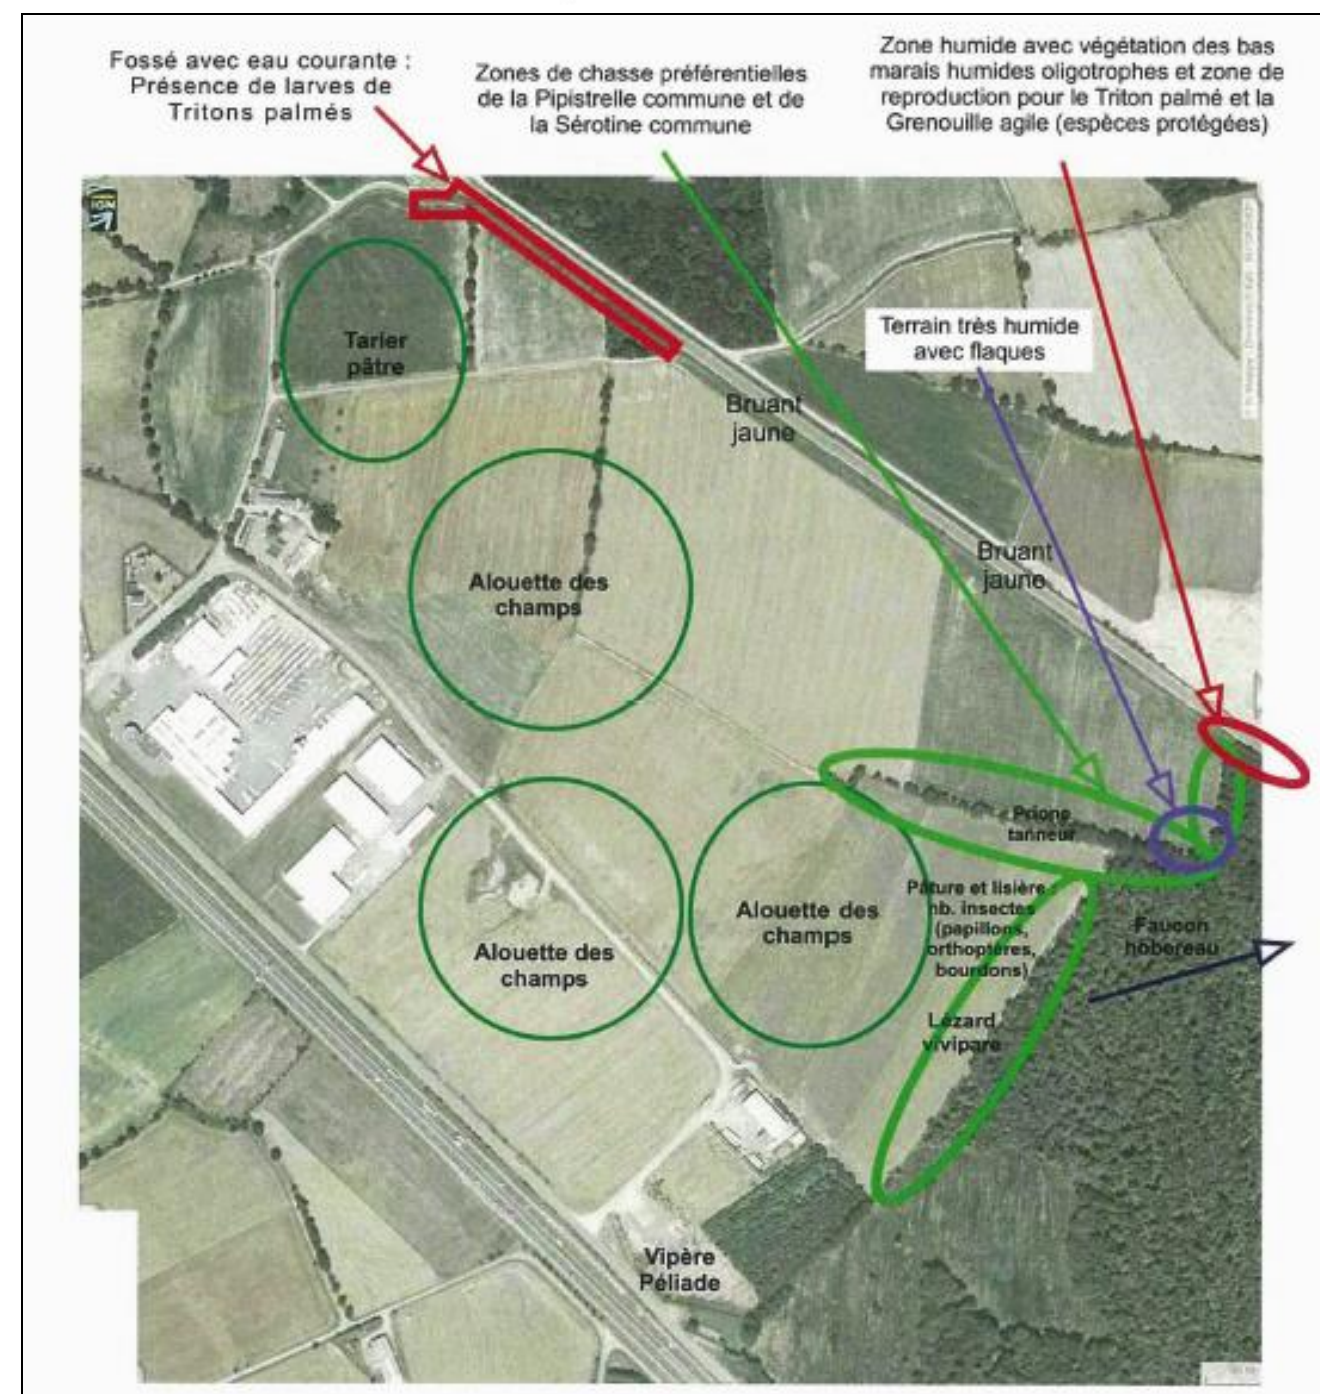 Fossé avec eau courante :
Présence de larves de
Tritons palmés
Zones de chasse préférentielles
de la Pipistrelle commune et de
la Sérotine commune
Zone humide avec végétation des bas
marais humides oligotrophes et zone de
reproduction pour le Triton palmé et la
Grenouille agile (espèces protégées)
IGN
Terrain très humide
avec flaques
Tarier
pâtre
Bruant
jaune
Bruant
jaune
Alouette des
champs
Prione
tanneur
Pâture et lisière :
nb. insectes
(papillons,
orthoptères,
bourdons)
Faucon
hobereau
Alouette des
champs
Alouette des
champs
Lézard
vivipare
Vipère
Péliade